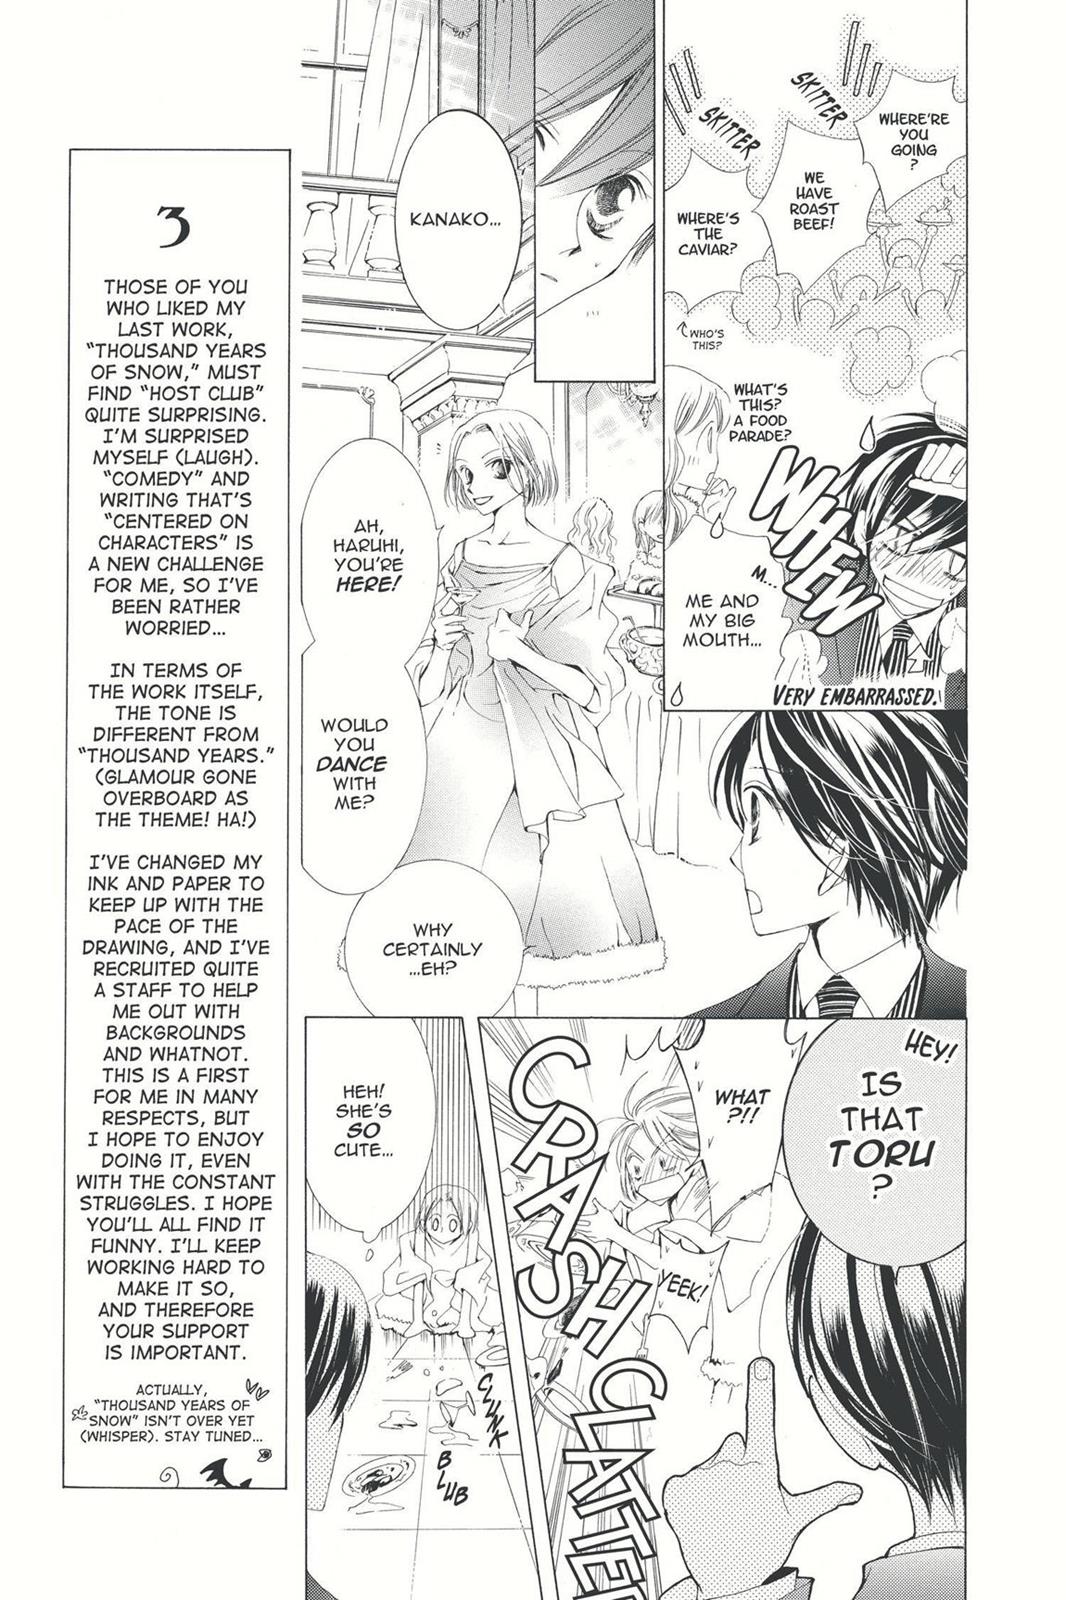 WHERE'RE
YOU
GOING?
SKITTER
WE
HAVE
ROAST
BEEF!
SKITTER
WHERE'S
THE
CAVIAR?
WHO'S
THIS?
WHAT'S
THIS?
A FOOD
PARADE?
WHEW
M...
ME AND
MY BIG
MOUTH...
VERY EMBARRASSED.
KANAKO...
AH,
HARUHI,
YOU'RE
HERE!
WOULD
YOU
DANCE
WITH
ME?
WHY
CERTAINLY
...EH?
HEY!
IS
THAT
TORU
?
WHAT
?!!
YEEK!
CRASH
CLATTER
HEH!
SHE'S
SO
CUTE...
CLUNK
BLUB
3
THOSE OF YOU
WHO LIKED MY
LAST WORK,
"THOUSAND YEARS
OF SNOW," MUST
FIND "HOST CLUB"
QUITE SURPRISING.
I'M SURPRISED
MYSELF (LAUGH).
"COMEDY" AND
WRITING THAT'S
"CENTERED ON
CHARACTERS" IS
A NEW CHALLENGE
FOR ME, SO I'VE
BEEN RATHER
WORRIED...
IN TERMS OF
THE WORK ITSELF,
THE TONE IS
DIFFERENT FROM
"THOUSAND YEARS."
(GLAMOUR GONE
OVERBOARD AS
THE THEME! HA!)
I'VE CHANGED MY
INK AND PAPER TO
KEEP UP WITH THE
PACE OF THE
DRAWING, AND I'VE
RECRUITED QUITE
A STAFF TO HELP
ME OUT WITH
BACKGROUNDS
AND WHATNOT.
THIS IS A FIRST
FOR ME IN MANY
RESPECTS, BUT
I HOPE TO ENJOY
DOING IT, EVEN
WITH THE CONSTANT
STRUGGLES. I HOPE
YOU'LL ALL FIND IT
FUNNY. I'LL KEEP
WORKING HARD TO
MAKE IT SO,
AND THEREFORE
YOUR SUPPORT
IS IMPORTANT.
ACTUALLY,
"THOUSAND YEARS OF
SNOW" ISN'T OVER YET
(WHISPER). STAY TUNED...